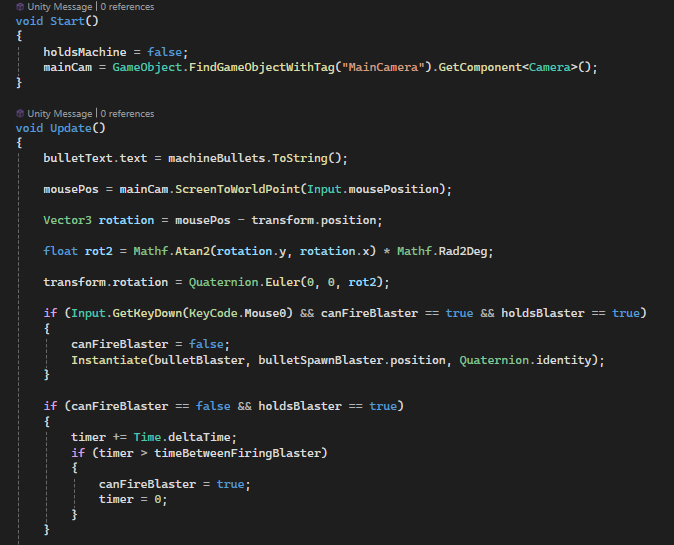 Unity Message | 0 references
void Start()
{
holdsMachine = false;
mainCam = GameObject.FindGameObjectWithTag("MainCamera").GetComponent<Camera>();
}
Unity Message | 0 references
void Update()
{
bulletText.text = machineBullets.ToString();
mousePos = mainCam.ScreenToWorldPoint(Input.mousePosition);
Vector3 rotation = mousePos - transform.position;
float rot2 = Mathf.Atan2(rotation.y, rotation.x) * Mathf.Rad2Deg;
transform.rotation = Quaternion.Euler(0, 0, rot2);
if (Input.GetKeyDown(KeyCode.Mouse0) && canFireBlaster == true && holdsBlaster == true)
{
canFireBlaster = false;
Instantiate(bulletBlaster, bulletSpawnBlaster.position, Quaternion.identity);
}
if (canFireBlaster == false && holdsBlaster == true)
{
timer += Time.deltaTime;
if (timer > timeBetweenFiringBlaster)
{
canFireBlaster = true;
timer = 0;
}
}